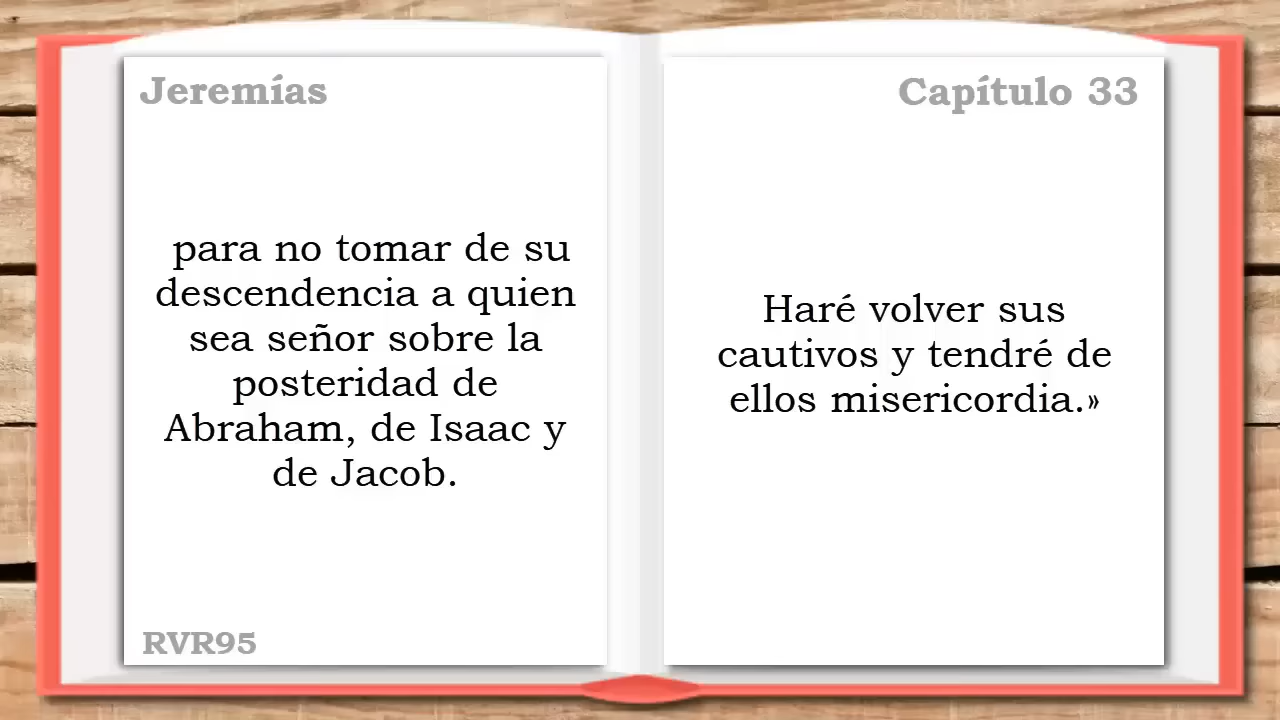 Jeremías
para no tomar de su
descendencia a quien
sea señor sobre la
posteridad de
Abraham, de Isaac y
de Jacob.
RVR95
Capítulo 33
Haré volver sus
cautivos y tendré de
ellos misericordia.»